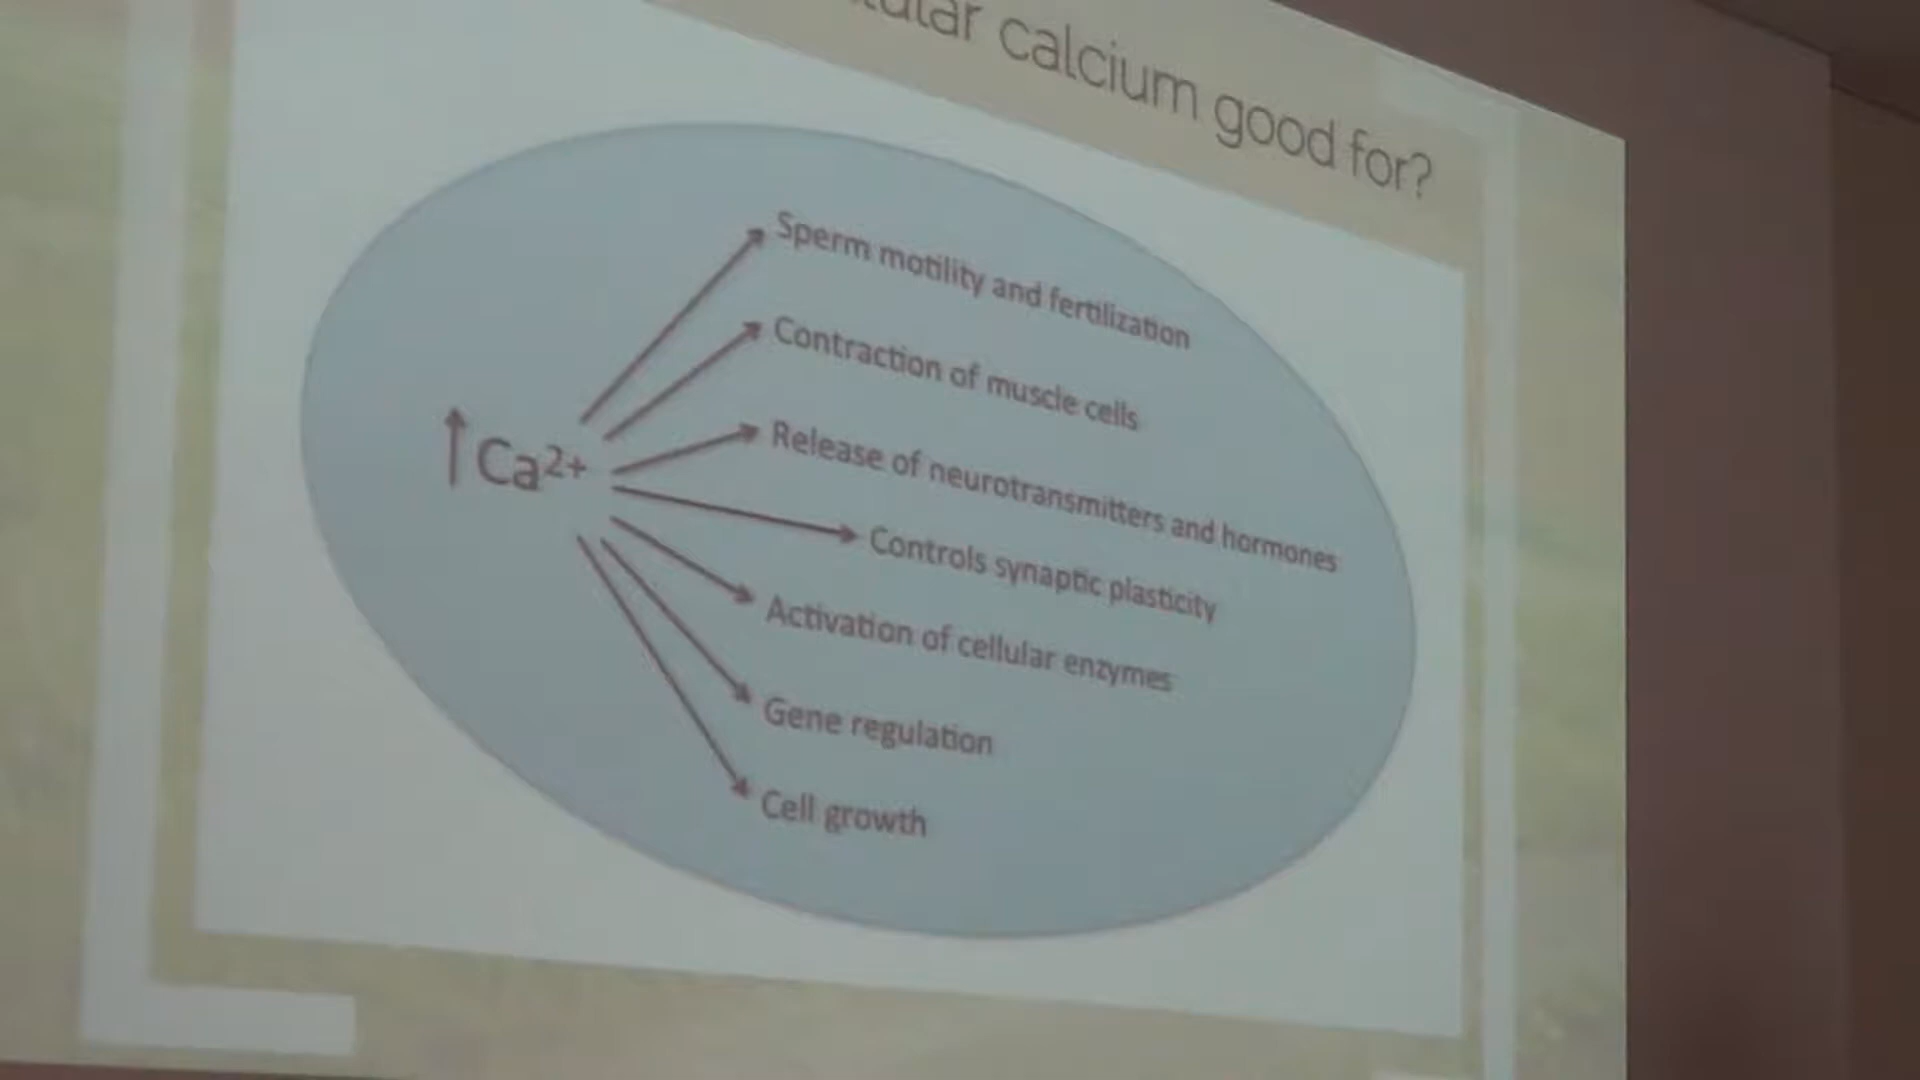 calcium good for?
Sperm motility and fertilization
Contraction of muscle cells
Release of neurotransmitters and hormones
↑Ca²⁺
Controls synaptic plasticity
Activation of cellular enzymes
Gene regulation
Cell growth